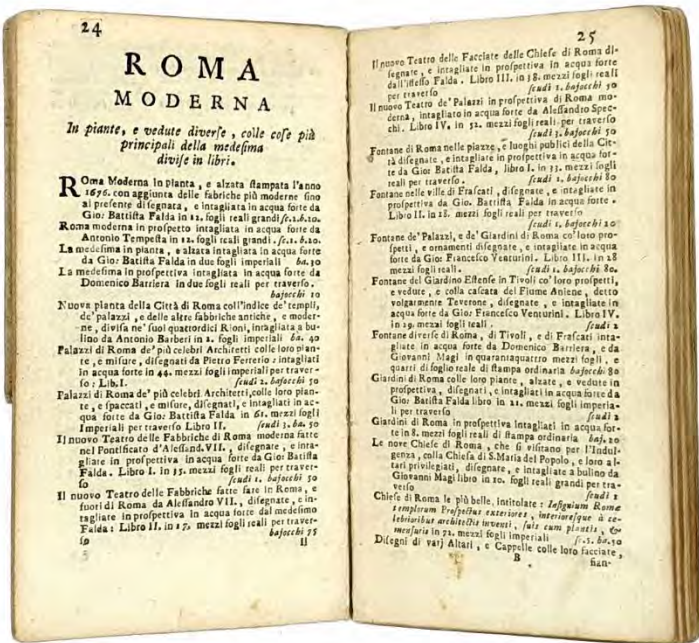 24
ROMA
MODERNA
In piante, e vedute diverſe, colle coſe più
principali della medeſima
diviſe in libri.
ROma Moderna in pianta, e alzata ſtampata l'anno
1676. con aggiunta delle fabriche più moderne ſino
al preſente diſegnata, e intagliata in acqua forte da
Gio: Battiſta Falda in 12. fogli reali grandi ſc.1.b.20.
Roma moderna in proſpetto intagliata in acqua forte da
Antonio Tempeſta in 12. fogli reali grandi. ſc.1. b.20.
La medeſima in pianta, e alzata intagliata in acqua forte
da Gio: Batiſta Falda in due fogli imperiali ba.30
La medeſima in proſpettiva intagliata in acqua forte da
Domenico Barriera in due fogli reali per traverſo.
bajocchi 10
Nuova pianta della Città di Roma coll'indice de' templi,
de' palazzi, e delle altre fabbriche antiche, e moder-
ne, diviſa ne' ſuoi quattordici Rioni, intagliata a bu-
lino da Antonio Barberi in 2. fogli imperiali ba. 40
Palazzi di Roma de' più celebri Architetti colle loro pian-
te, e miſure, diſegnati da Pietro Ferrerio: intagliati
in acqua forte in 44. mezzi fogli imperiali per traver-
ſo: Lib.I. ſcudi 2. bajocchi 50
Palazzi di Roma de' più celebri Architetti, colle loro pian-
te, e ſpaccati, e miſure, diſegnati, e intagliati in ac-
qua forte da Gio: Battiſta Falda in 61. mezzi fogli
Imperiali per traverſo Libro II. ſcudi 3. ba. 50
Il nuovo Teatro delle Fabbriche di Roma moderna fatte
nel Pontificato d'Aleſſand. VII., diſegnate, e inta-
gliate in proſpettiva in acqua forte da Gio: Batiſta
Falda. Libro I. in 35. mezzi fogli reali per traver-
ſo ſcudi 1. bajocchi 50
Il nuovo Teatro delle Fabbriche fatte fare in Roma, e
fuori di Roma da Aleſſandro VII., diſegnate, e in-
tagliate in proſpettiva in acqua forte dal medeſimo
Falda: Libro II. in 17. mezzi fogli reali per traver-
ſo bajocchi 75
Il
25
Il nuovo Teatro delle Facciate delle Chieſe di Roma di-
ſegnate, e intagliate in proſpettiva in acqua forte
dall'iſteſſo Falda. Libro III. in 38. mezzi fogli reali
per traverſo ſcudi 1. bajocchi 50
Il nuovo Teatro de' Palazzi in proſpettiva di Roma mo-
derna, intagliato in acqua forte da Aleſſandro Spec-
chi. Libro IV. in 52. mezzi fogli reali per traverſo
ſcudi 3. bajocchi 50
Fontane di Roma nelle piazze, e luoghi publici della Cit-
tà diſegnate, e intagliate in proſpettiva in acqua for-
te da Gio: Batiſta Falda, libro I. in 33. mezzi fogli
reali per traverſo. ſcudi 1. bajocchi 80
Fontane nelle ville di Fraſcati, diſegnate, e intagliate in
proſpettiva da Gio. Battiſta Falda in acqua forte.
Libro II. in 28. mezzi fogli reali per traverſo
ſcudi 1. bajocchi 20
Fontane de' Palazzi, e de' Giardini di Roma co' loro pro-
ſpetti, e ornamenti diſegnate, e intagliate in acqua
forte da Gio: Franceſco Venturini. Libro III. in 28
mezzi fogli reali. ſcudi 1. bajocchi 80.
Fontane del Giardino Eſtenſe in Tivoli co' loro proſpetti,
e vedute, e colla caſcata del Fiume Aniene, detto
volgarmente Teverone, diſegnate, e intagliate in
acqua forte da Gio: Franceſco Venturini. Libro IV.
in 29. mezzi fogli reali. ſcudi 2
Fontane diverſe di Roma, di Tivoli, e di Fraſcati inta-
gliate in acqua forte da Domenico Barriera, e da
Giovanni Magi in quarantaquattro mezzi fogli, e
quarti di foglio reale di ſtampa ordinaria bajocchi 80
Giardini di Roma colle loro piante, alzate, e vedute in
proſpettiva, diſegnati, e intagliati in acqua forte da
Gio: Batiſta Falda libro in 21. mezzi fogli imperia-
li per traverſo ſcudi 2
Giardini di Roma in proſpettiva intagliati in acqua for-
te in 8. mezzi fogli reali di ſtampa ordinaria baj. 20
Le nove Chieſe di Roma, che ſi viſitano per l'Indul-
genza, colla Chieſa di S. Maria del Popolo, e loro al-
tari privilegiati, diſegnate, e intagliate a bulino da
Giovanni Magi libro in 10. fogli reali grandi per tra-
verſo ſcudi 1
Chieſe di Roma le più belle, intitolate: Inſignium Romæ
templorum Proſpectus exteriores, interioreſque à ce-
lebrioribus architectis inventi, ſuis cum plantis, &
menſuris in 72. mezzi fogli imperiali ſc.5. ba.50
Diſegni di varj Altari, e Cappelle colle loro facciate,
B
fian-